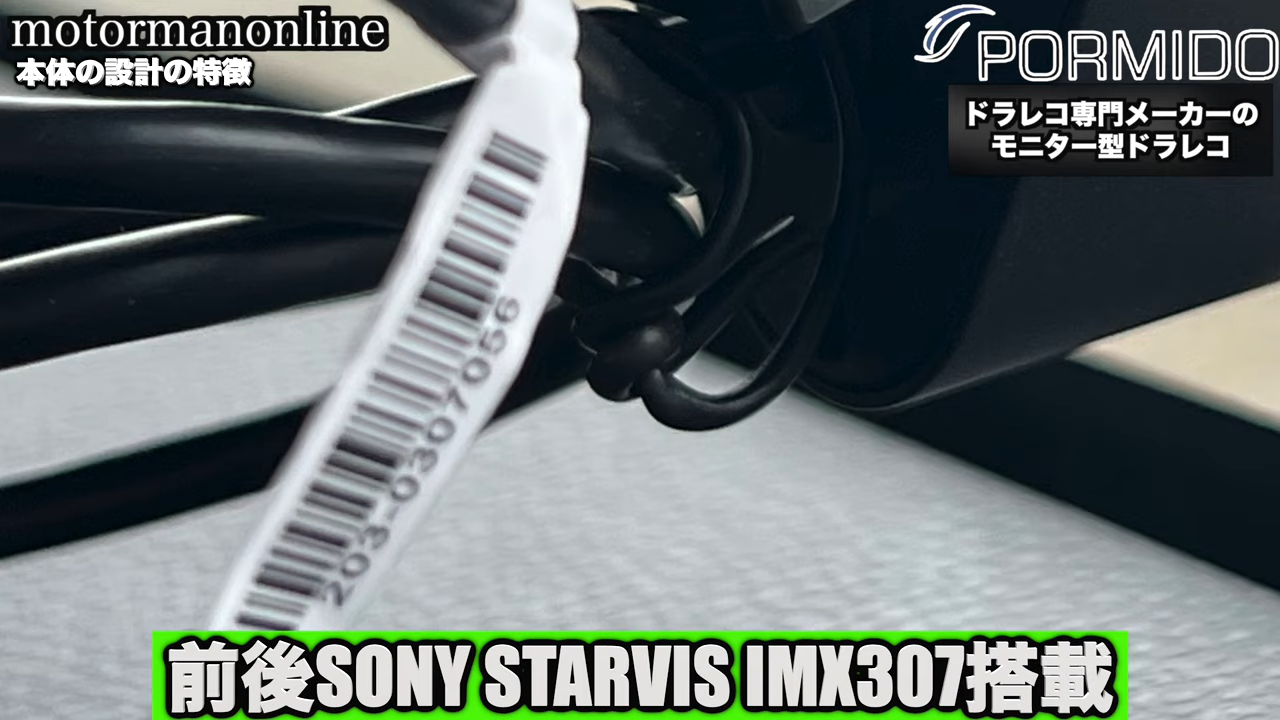 motormanonline
本体の設計の特徴
PORMIDO
ドラレコ専門メーカーの
モニター型ドラレコ
203-0307056
前後SONY STARVIS IMX307搭載